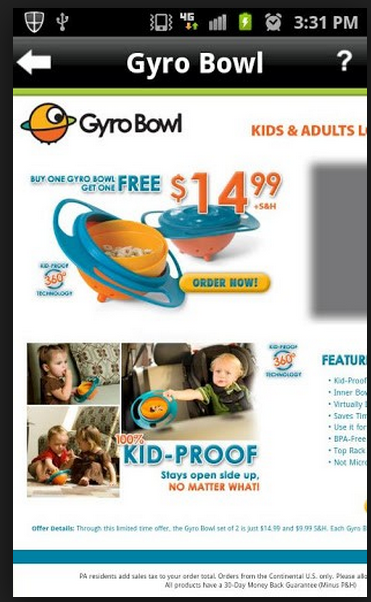 4G
3:31 PM
Gyro Bowl
?
Gyro Bowl
KIDS & ADULTS L
BUY ONE GYRO BOWL
GET ONE FREE
$14.99
+S&H
KID-PROOF
360°
TECHNOLOGY
ORDER NOW!
KID-PROOF
360°
TECHNOLOGY
100%
KID-PROOF
Stays open side up,
NO MATTER WHAT!
FEATUR
• Kid-Proof
• Inner Bow
• Virtually
• Saves Tim
• Use it for
• BPA-Free
• Top Rack
• Not Micro
Offer Details: Through this limited time offer, the Gyro Bowl set of 2 is just $14.99 and $9.99 S&H. Each Gyro B
PA residents add sales tax to your order total. Orders from the Continental U.S. only. Please allo
All products have a 30-Day Money Back Guarantee (Minus P&H)